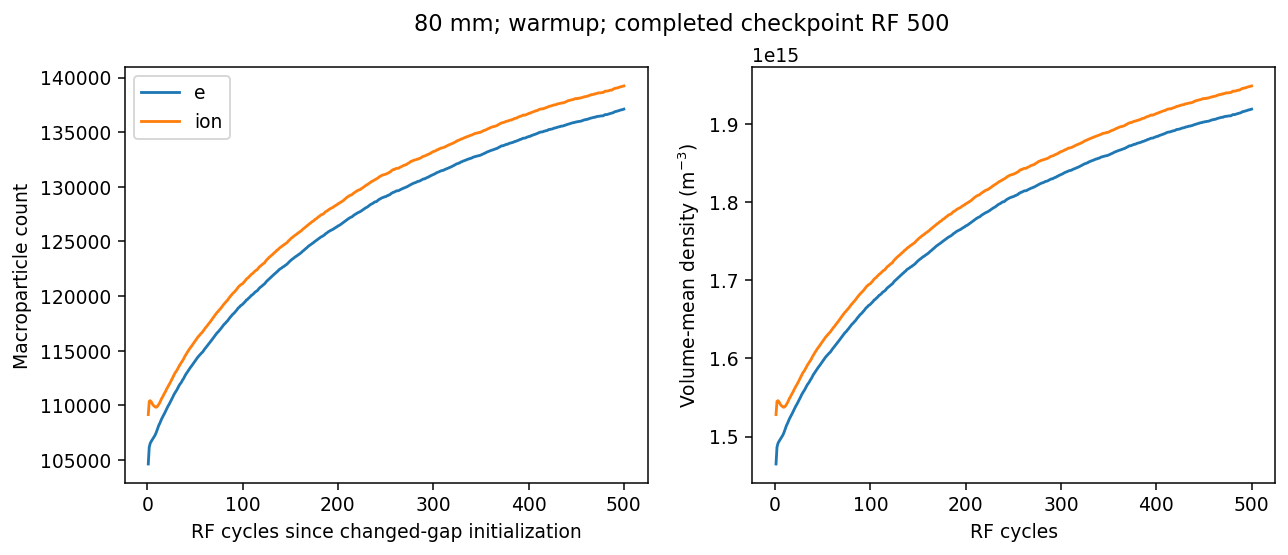 80 mm; warmup; completed checkpoint RF 500
140000
135000
130000
125000
120000
115000
110000
105000
Macroparticle count
e
ion
0 100 200 300 400 500
RF cycles since changed-gap initialization
1e15
1.9
1.8
1.7
1.6
1.5
Volume-mean density (m⁻³)
0 100 200 300 400 500
RF cycles